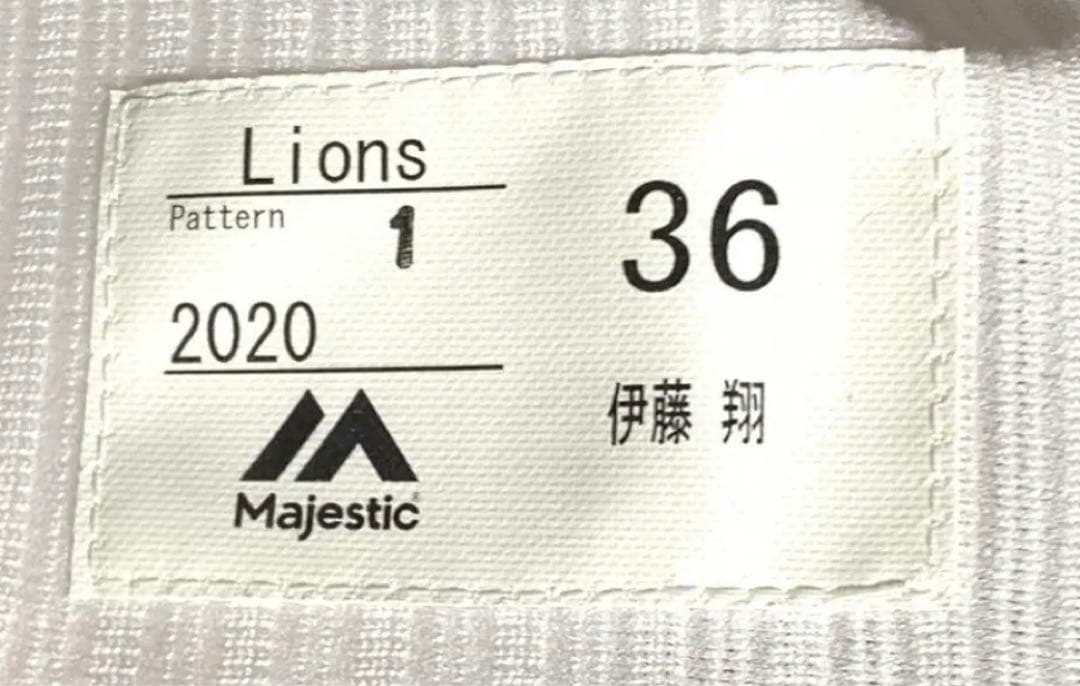 Lions
Pattern 1
2020
Majestic
36
伊藤 翔